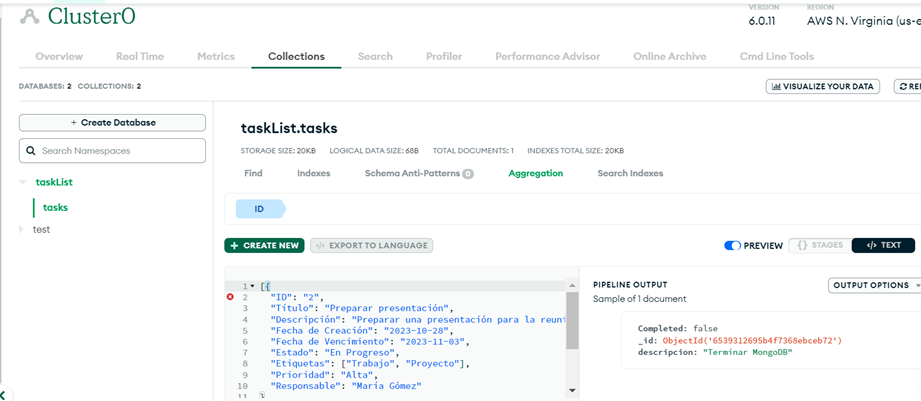 Cluster0
VERSION REGION
6.0.11 AWS N. Virginia (us-e
Overview Real Time Metrics Collections Search Profiler Performance Advisor Online Archive Cmd Line Tools
DATABASES: 2 COLLECTIONS: 2
VISUALIZE YOUR DATA
+ Create Database
Search Namespaces
taskList
tasks
test
taskList.tasks
STORAGE SIZE: 20KB LOGICAL DATA SIZE: 68B TOTAL DOCUMENTS: 1 INDEXES TOTAL SIZE: 20KB
Find Indexes Schema Anti-Patterns 0 Aggregation Search Indexes
ID
+ CREATE NEW </> EXPORT TO LANGUAGE
PREVIEW {} STAGES </> TEXT
1 [{
2 "ID": "2",
3 "Título": "Preparar presentación",
4 "Descripción": "Preparar una presentación para la reuni
5 "Fecha de Creación": "2023-10-28",
6 "Fecha de Vencimiento": "2023-11-03",
7 "Estado": "En Progreso",
8 "Etiquetas": ["Trabajo", "Proyecto"],
9 "Prioridad": "Alta",
10 "Responsable": "María Gómez"
11 }
PIPELINE OUTPUT
Sample of 1 document
OUTPUT OPTIONS
Completed: false
_id: ObjectId('6539312695b4f7368ebceb72')
descripcion: "Terminar MongoDB"